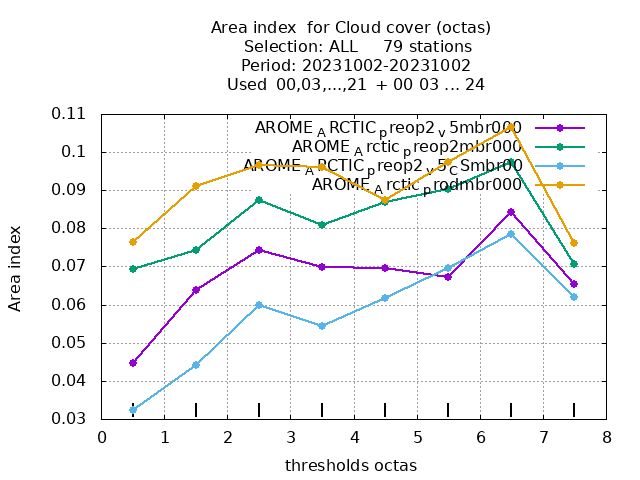 Area index  for Cloud cover (octas)
Selection: ALL     79 stations
Period: 20231002-20231002
Used  00,03,...,21  + 00 03 ... 24
0.11
0.1
0.09
0.08
0.07
0.06
0.05
0.04
0.03
Area index
AROME_ARCTIC_preop2_v5mbr000
AROME_Arctic_preop2mbr000
AROME_ARCTIC_preop2_v5_CSmbr00
AROME_Arctic_prodmbr000
0 1 2 3 4 5 6 7 8
thresholds octas